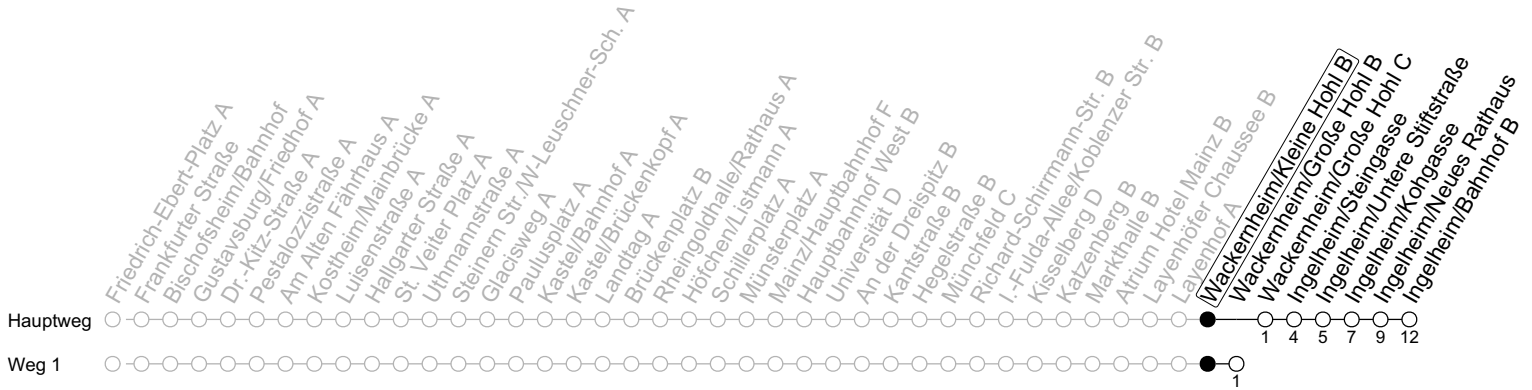 Friedrich-Ebert-Platz A
Frankfurter Straße
Bischofsheim/Bahnhof
Gustavsburg/Friedhof A
Dr.-Kitz-Straße A
Pestalozzistraße A
Am Alten Fährhaus A
Kostheim/Mainbrücke A
Luisenstraße A
Hallgarter Straße A
St. Veiter Platz A
Uthmannstraße A
Steinern Str./W-Leuschner-Sch. A
Glacisweg A
Paulusplatz A
Kastel/Bahnhof A
Kastel/Brückenkopf A
Landtag A
Brückenplatz B
Rheingoldhalle/Rathaus A
Höfchen/Listmann A
Schillerplatz A
Münsterplatz A
Mainz/Hauptbahnhof F
Hauptbahnhof West B
Universität D
An der Dreispitz B
Kantstraße B
Hegelstraße B
Münchfeld C
Richard-Schirrmann-Str. B
I.-Fulda-Allee/Koblenzer Str. B
Kisselberg D
Katzenberg B
Markthalle B
Atrium Hotel Mainz B
Layenhöfer Chaussee B
Layenhof A
Wackernheim/Kleine Hohl B
Wackernheim/Große Hohl B
Wackernheim/Große Hohl C
Ingelheim/Steingasse
Ingelheim/Untere Stiftstraße
Ingelheim/Rohgasse
Ingelheim/Neues Rathaus
Ingelheim/Bahnhof B
Hauptweg
1 4 5 7 9 12
Weg 1
1